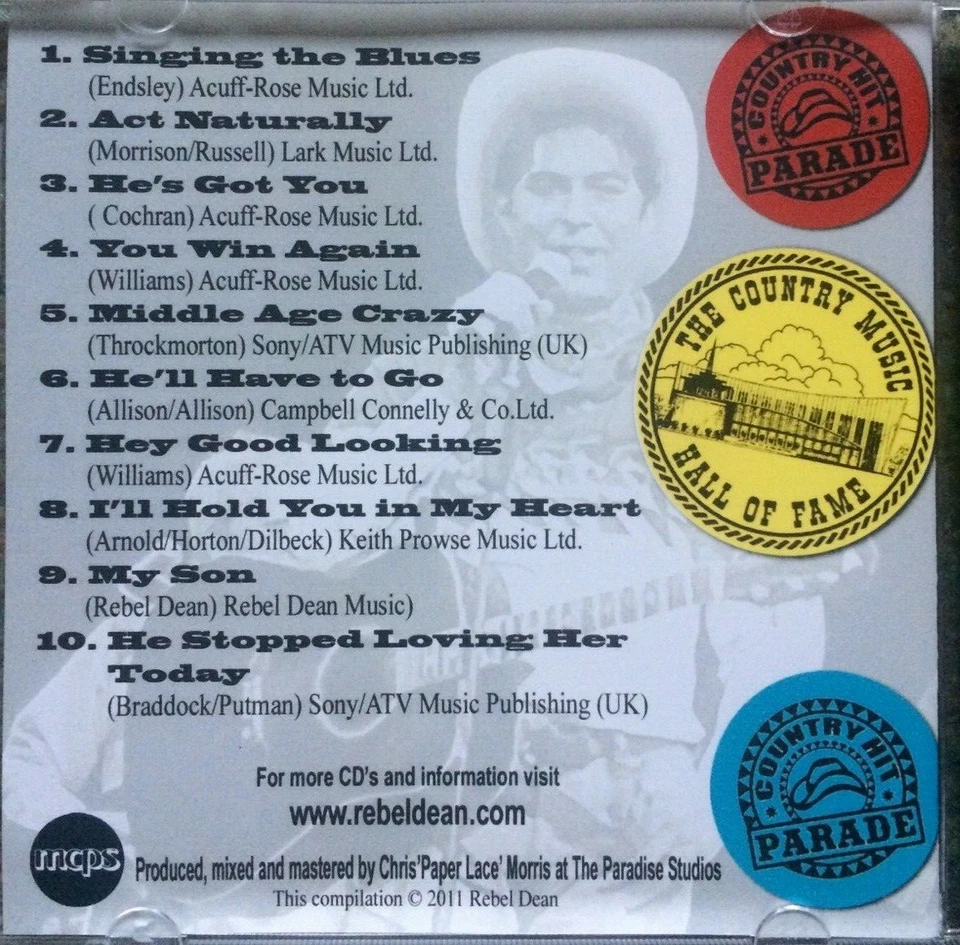 1. Singing the Blues
(Endsley) Acuff-Rose Music Ltd.
2. Act Naturally
(Morrison/Russell) Lark Music Ltd.
3. He's Got You
( Cochran) Acuff-Rose Music Ltd.
4. You Win Again
(Williams) Acuff-Rose Music Ltd.
5. Middle Age Crazy
(Throckmorton) Sony/ATV Music Publishing (UK)
6. He'll Have to Go
(Allison/Allison) Campbell Connelly & Co.Ltd.
7. Hey Good Looking
(Williams) Acuff-Rose Music Ltd.
8. I'll Hold You in My Heart
(Arnold/Horton/Dilbeck) Keith Prowse Music Ltd.
9. My Son
(Rebel Dean) Rebel Dean Music)
10. He Stopped Loving Her
Today
(Braddock/Putman) Sony/ATV Music Publishing (UK)
For more CD's and information visit
www.rebeldean.com
mcps
Produced, mixed and mastered by Chris'Paper Lace' Morris at The Paradise Studios
This compilation © 2011 Rebel Dean
COUNTRY HIT
PARADE
THE COUNTRY MUSIC
HALL OF FAME
COUNTRY HIT
PARADE